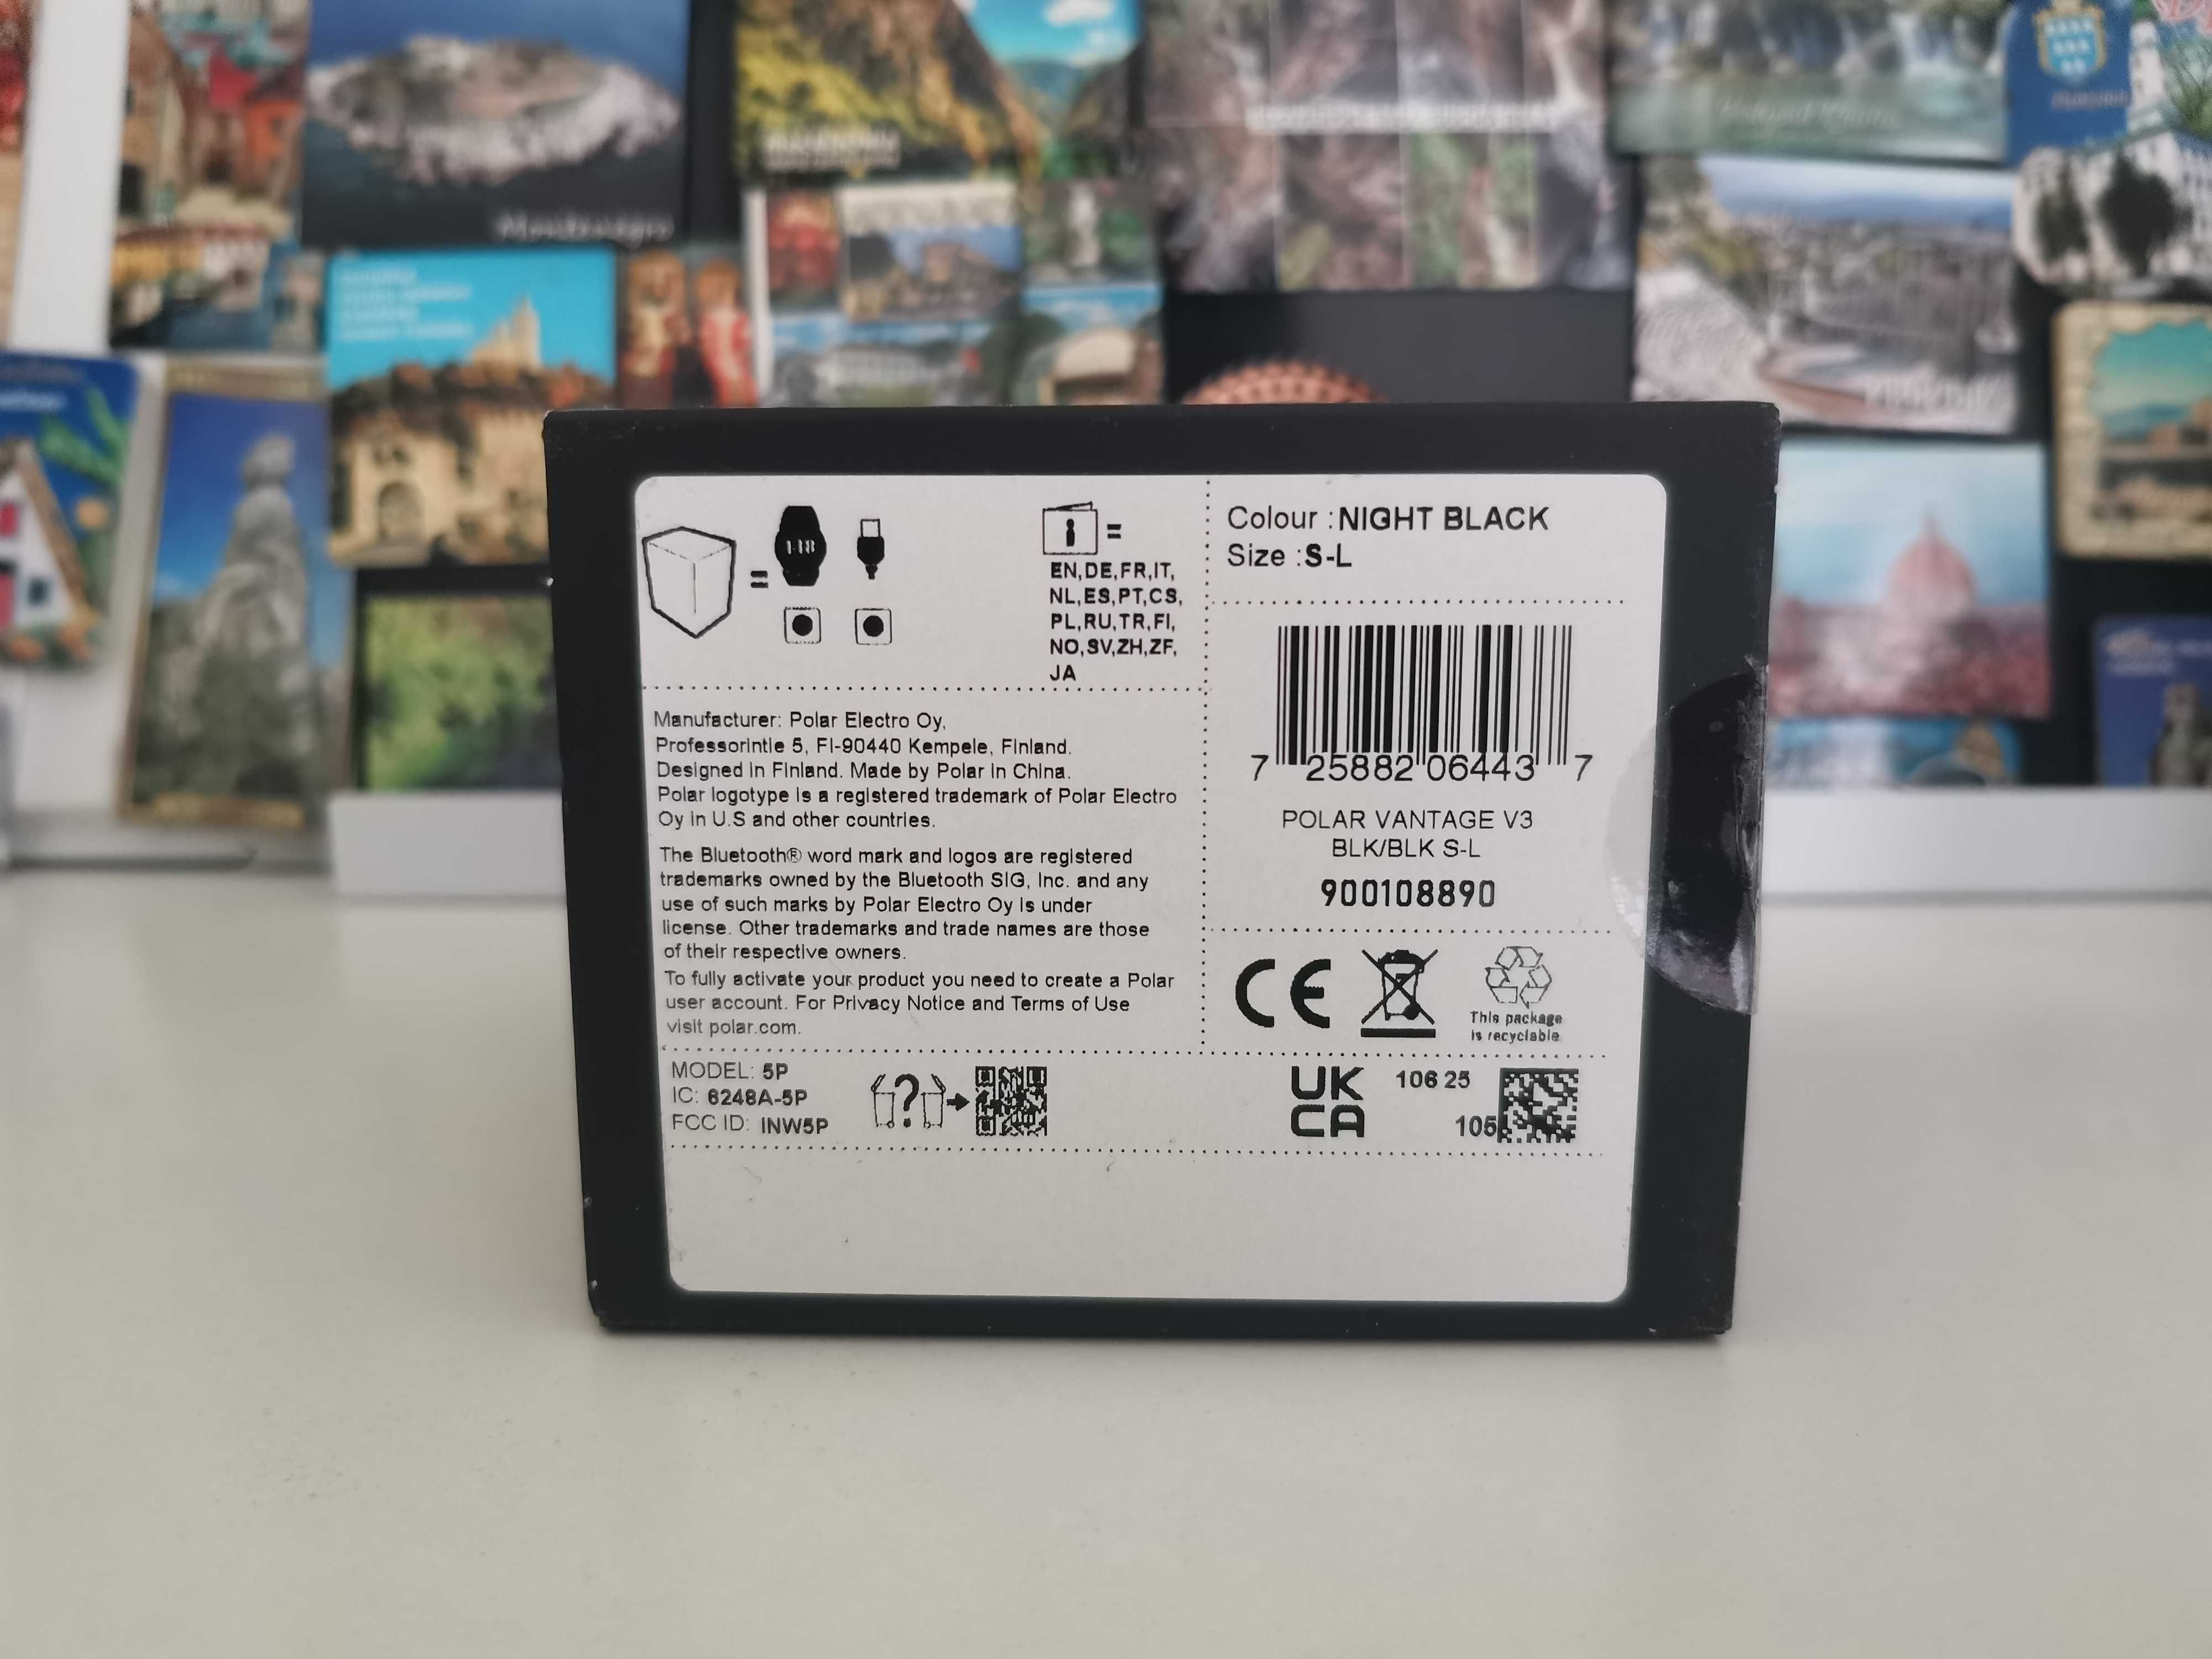 Montenegro
1:18
EN,DE,FR,IT,
NL,ES,PT,CS,
PL,RU,TR,FI,
NO,SV,ZH,ZF,
JA
Colour :NIGHT BLACK
Size :S-L
7 25882 06443 7
POLAR VANTAGE V3
BLK/BLK S-L
900108890
Manufacturer: Polar Electro Oy,
Professorintie 5, FI-90440 Kempele, Finland.
Designed in Finland. Made by Polar in China.
Polar logotype is a registered trademark of Polar Electro
Oy in U.S and other countries.
The Bluetooth® word mark and logos are registered
trademarks owned by the Bluetooth SIG, Inc. and any
use of such marks by Polar Electro Oy is under
license. Other trademarks and trade names are those
of their respective owners.
To fully activate your product you need to create a Polar
user account. For Privacy Notice and Terms of Use
visit polar.com.
CE
This package
is recyclable
MODEL: 5P
IC: 6248A-5P
FCC ID: INW5P
?
UK
CA
106 25
105